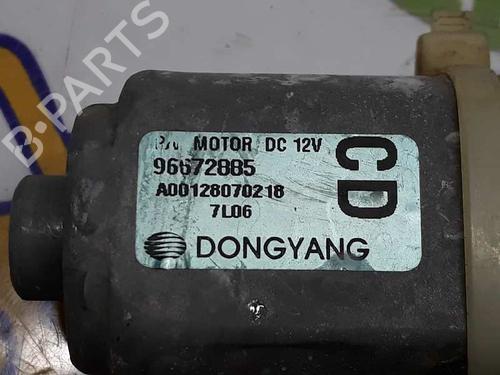 P/W MOTOR DC 12V
96672885
A00128070218
7L06
CD
DONGYANG
B-PARTS